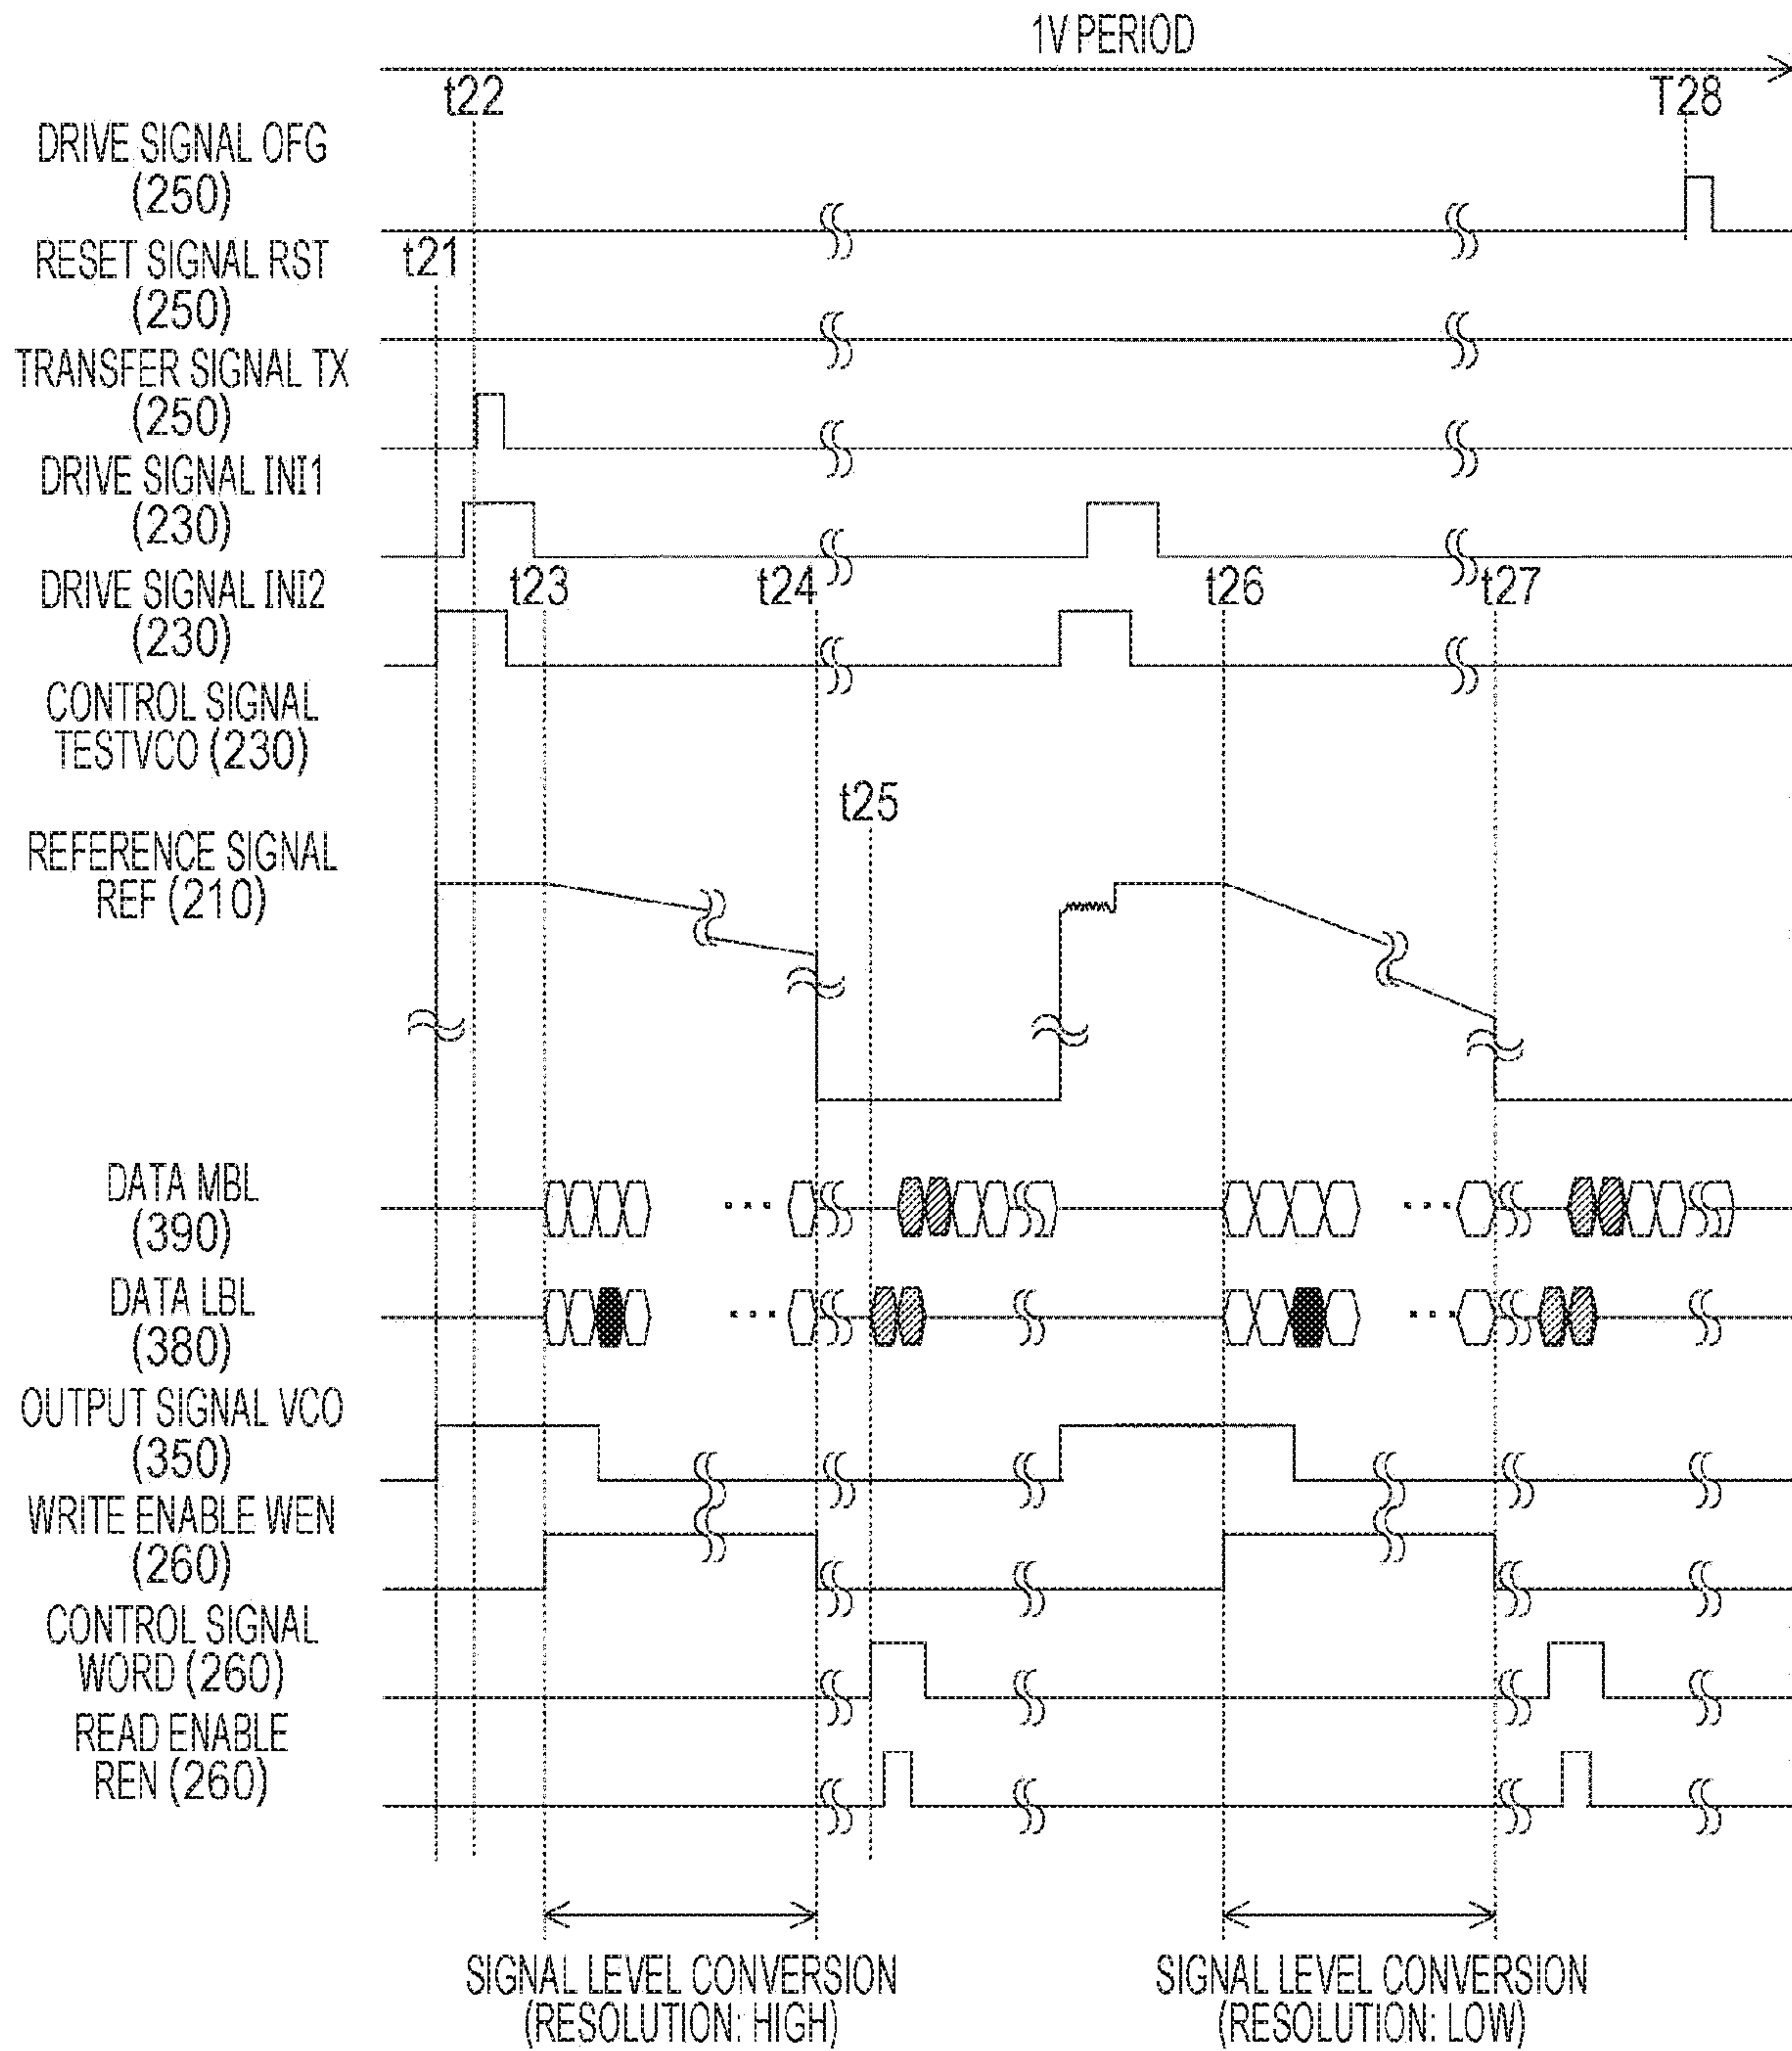 1V PERIOD
t22
T28
DRIVE SIGNAL OFG
(250)
t21
RESET SIGNAL RST
(250)
TRANSFER SIGNAL TX
(250)
DRIVE SIGNAL INI1
(230)
t23
t24
t26
t27
DRIVE SIGNAL INI2
(230)
CONTROL SIGNAL
TESTVCO (230)
t25
REFERENCE SIGNAL
REF (210)
DATA MBL
(390)
DATA LBL
(380)
OUTPUT SIGNAL VCO
(350)
WRITE ENABLE WEN
(260)
CONTROL SIGNAL
WORD (260)
READ ENABLE
REN (260)
SIGNAL LEVEL CONVERSION
(RESOLUTION: HIGH)
SIGNAL LEVEL CONVERSION
(RESOLUTION: LOW)